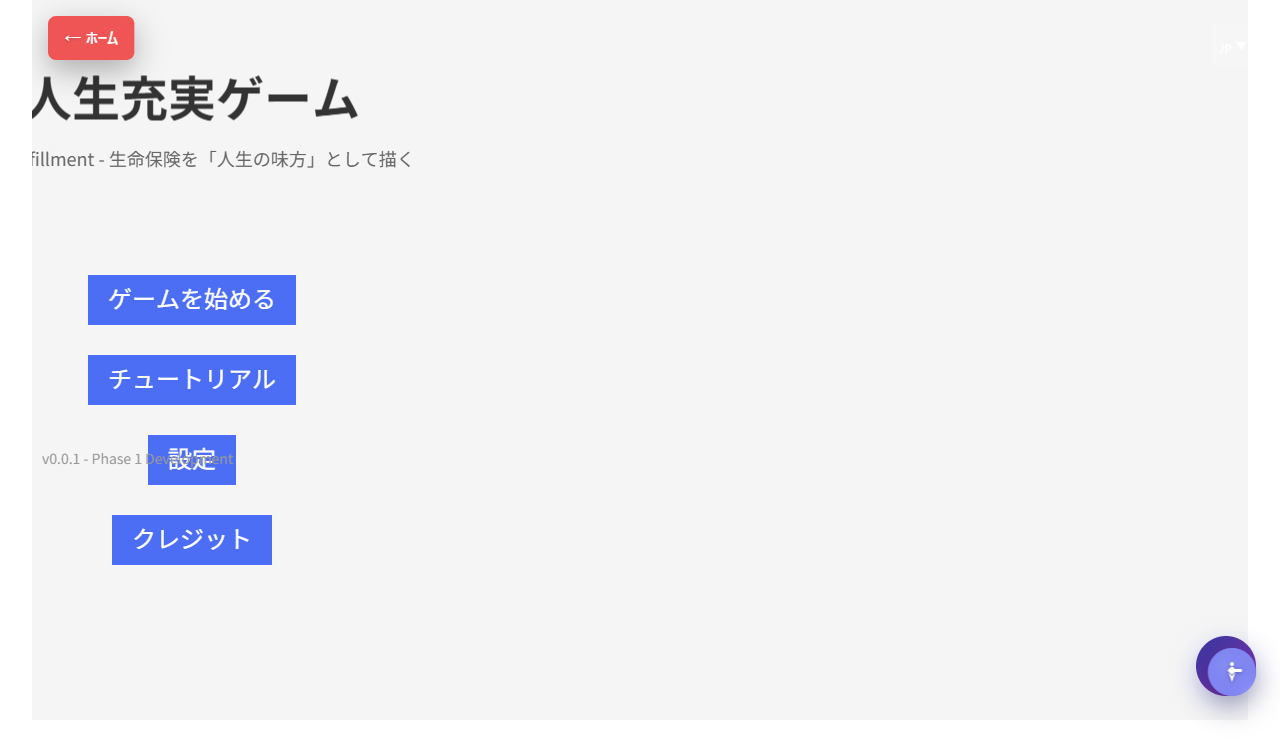 ← ホーム
JP ▼
人生充実ゲーム
fillment - 生命保険を「人生の味方」として描く
ゲームを始める
チュートリアル
設定
v0.0.1 - Phase 1 Development
クレジット